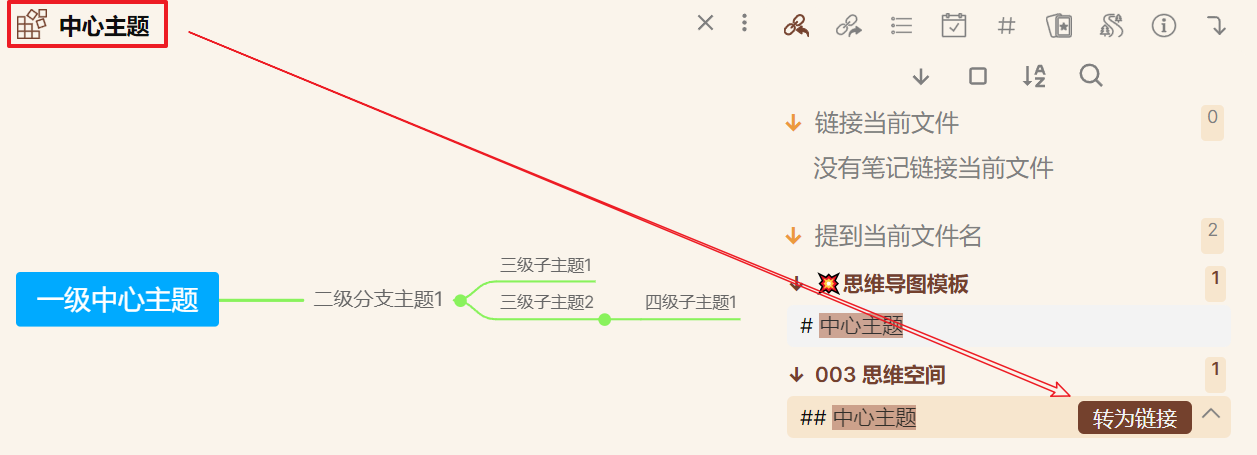 中心主题
链接当前文件
0
没有笔记链接当前文件
提到当前文件名
2
💥思维导图模板
1
# 中心主题
003 思维空间
1
## 中心主题
转为链接
一级中心主题
二级分支主题1
三级子主题1
三级子主题2
四级子主题1